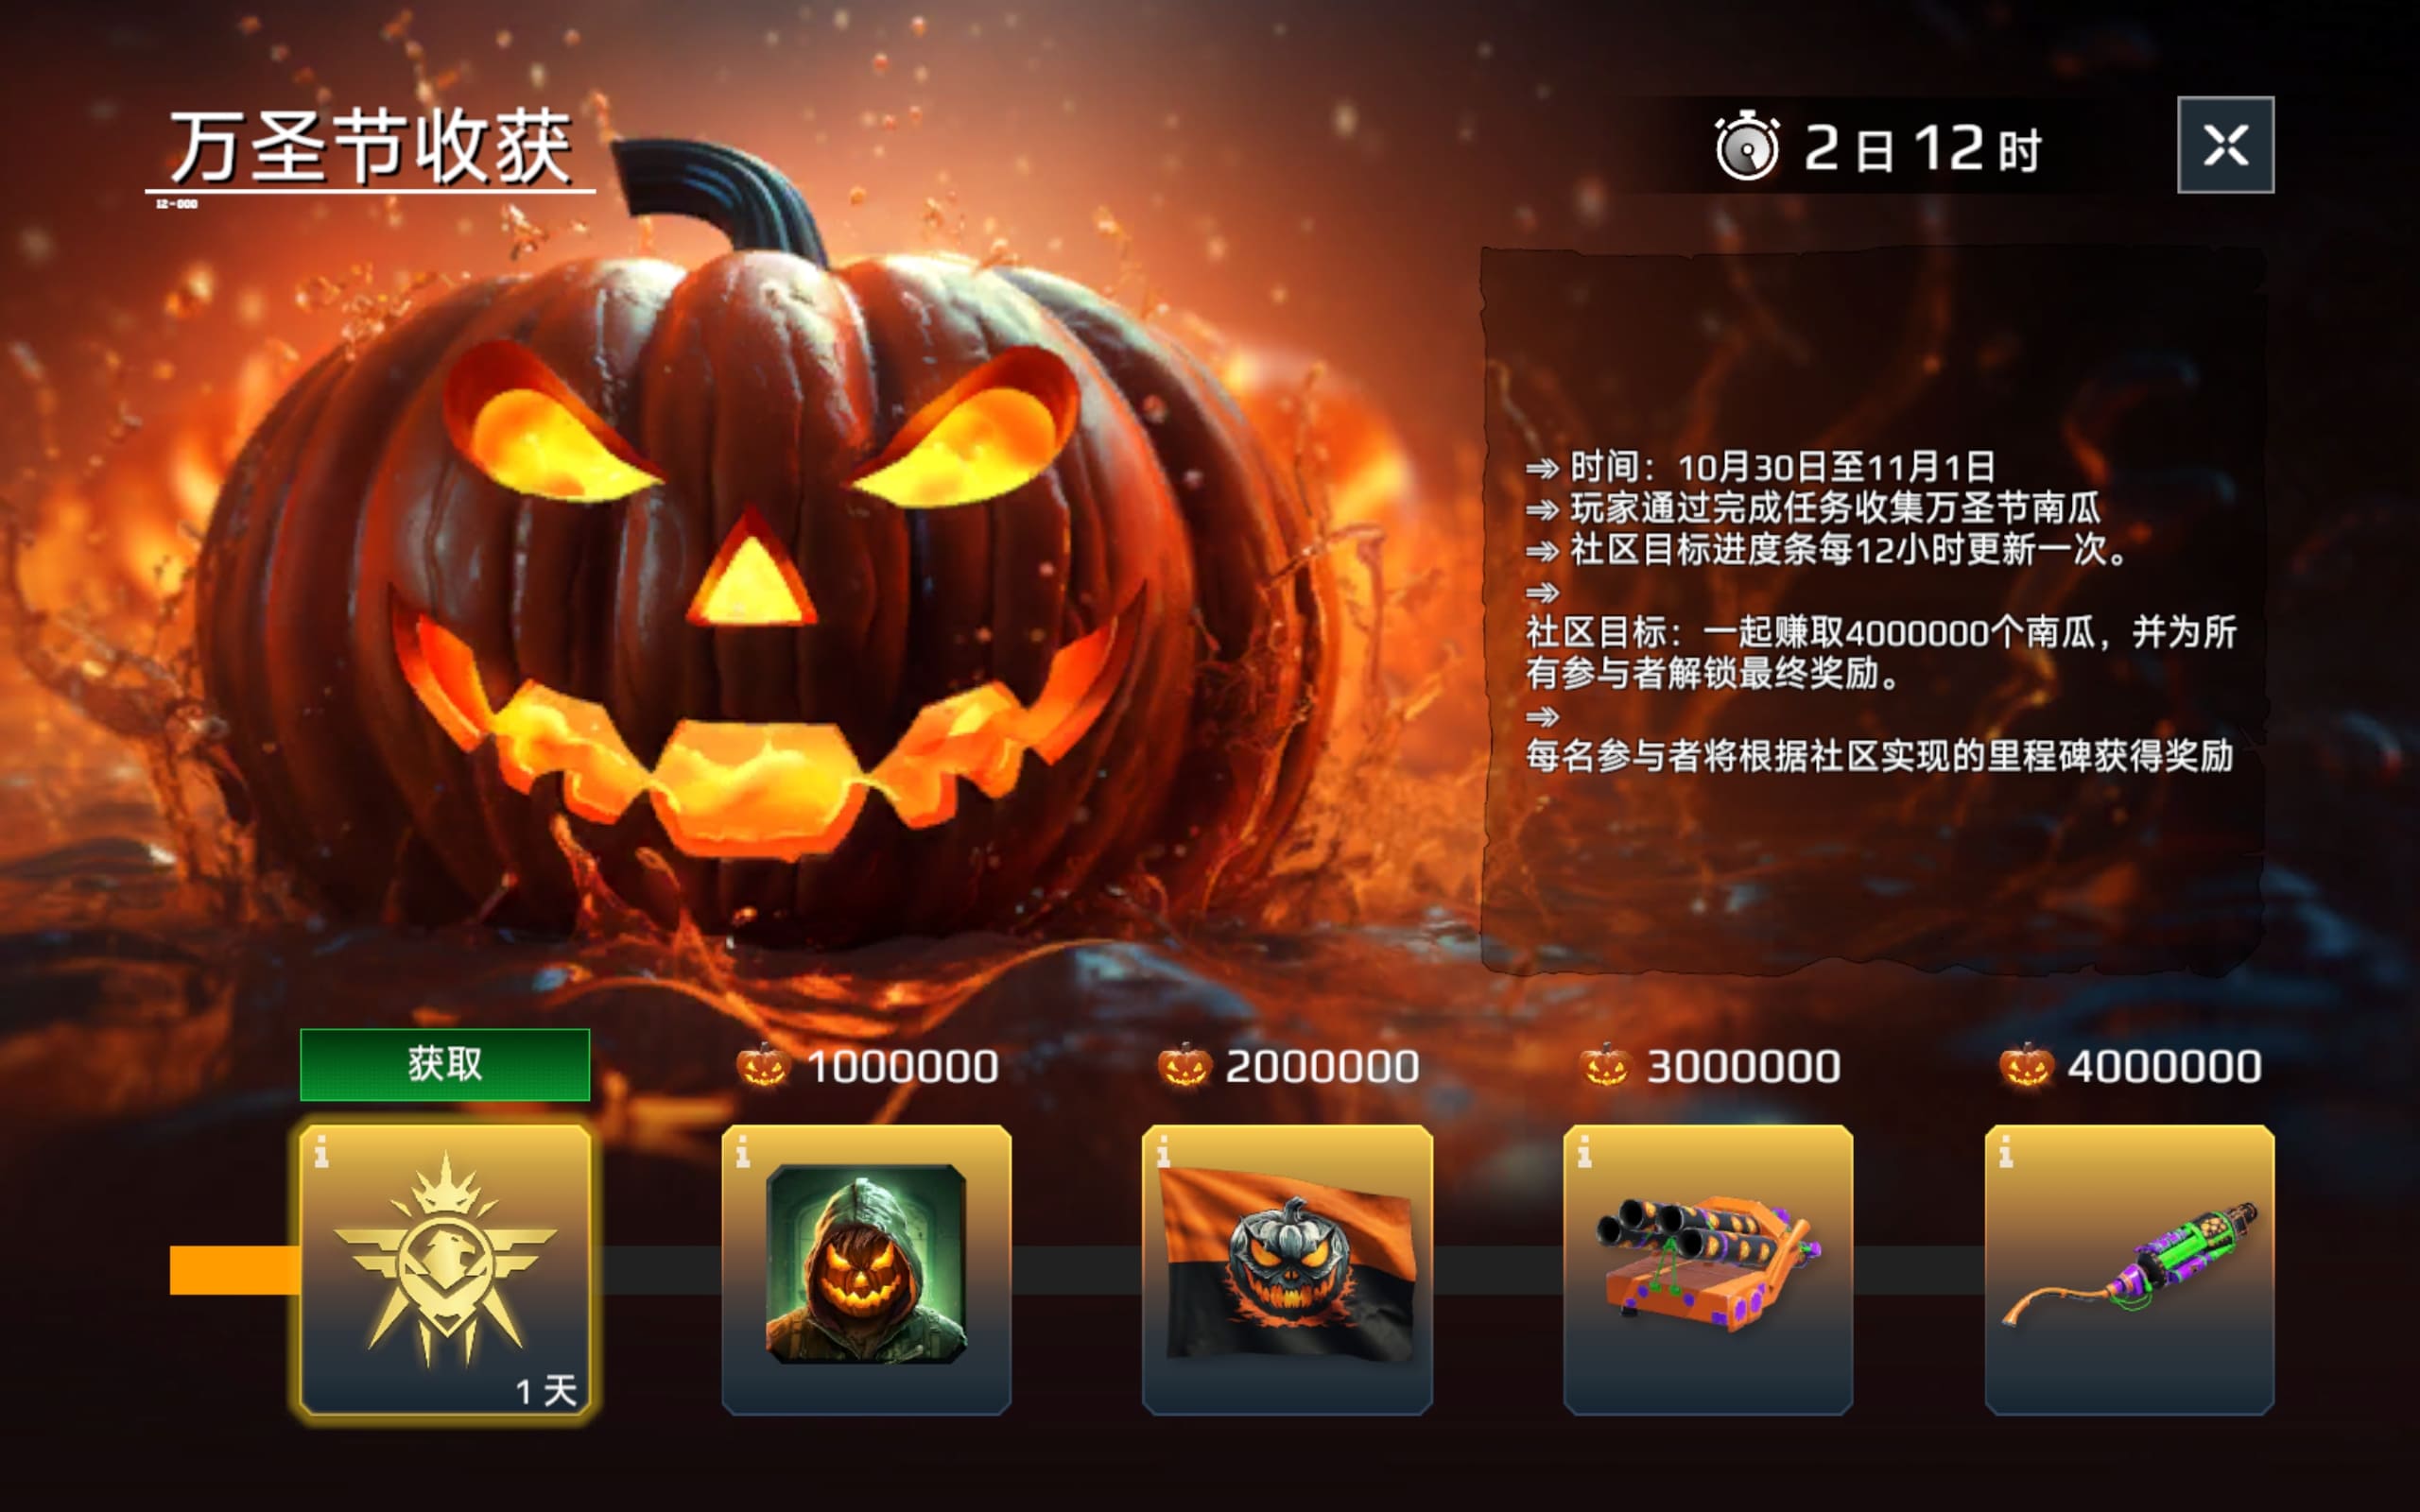 万圣节收获
12-000
2日12时
时间：10月30日至11月1日
玩家通过完成任务收集万圣节南瓜
社区目标进度条每12小时更新一次。
社区目标：一起赚取4000000个南瓜，并为所
有参与者解锁最终奖励。
每名参与者将根据社区实现的里程碑获得奖励
获取
1000000
2000000
3000000
4000000
1天